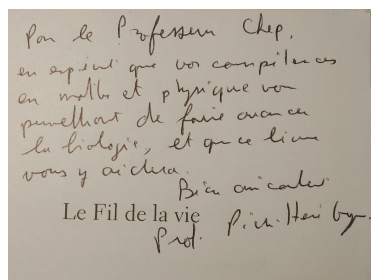 Pour le Professeur Chep,
en espérant que vos compétences
en maths et physique vous
permettront de faire avancer
la biologie, et que ce livre
vous y aidera.
Bien amicalement
Le Fil de la vie
Prof.